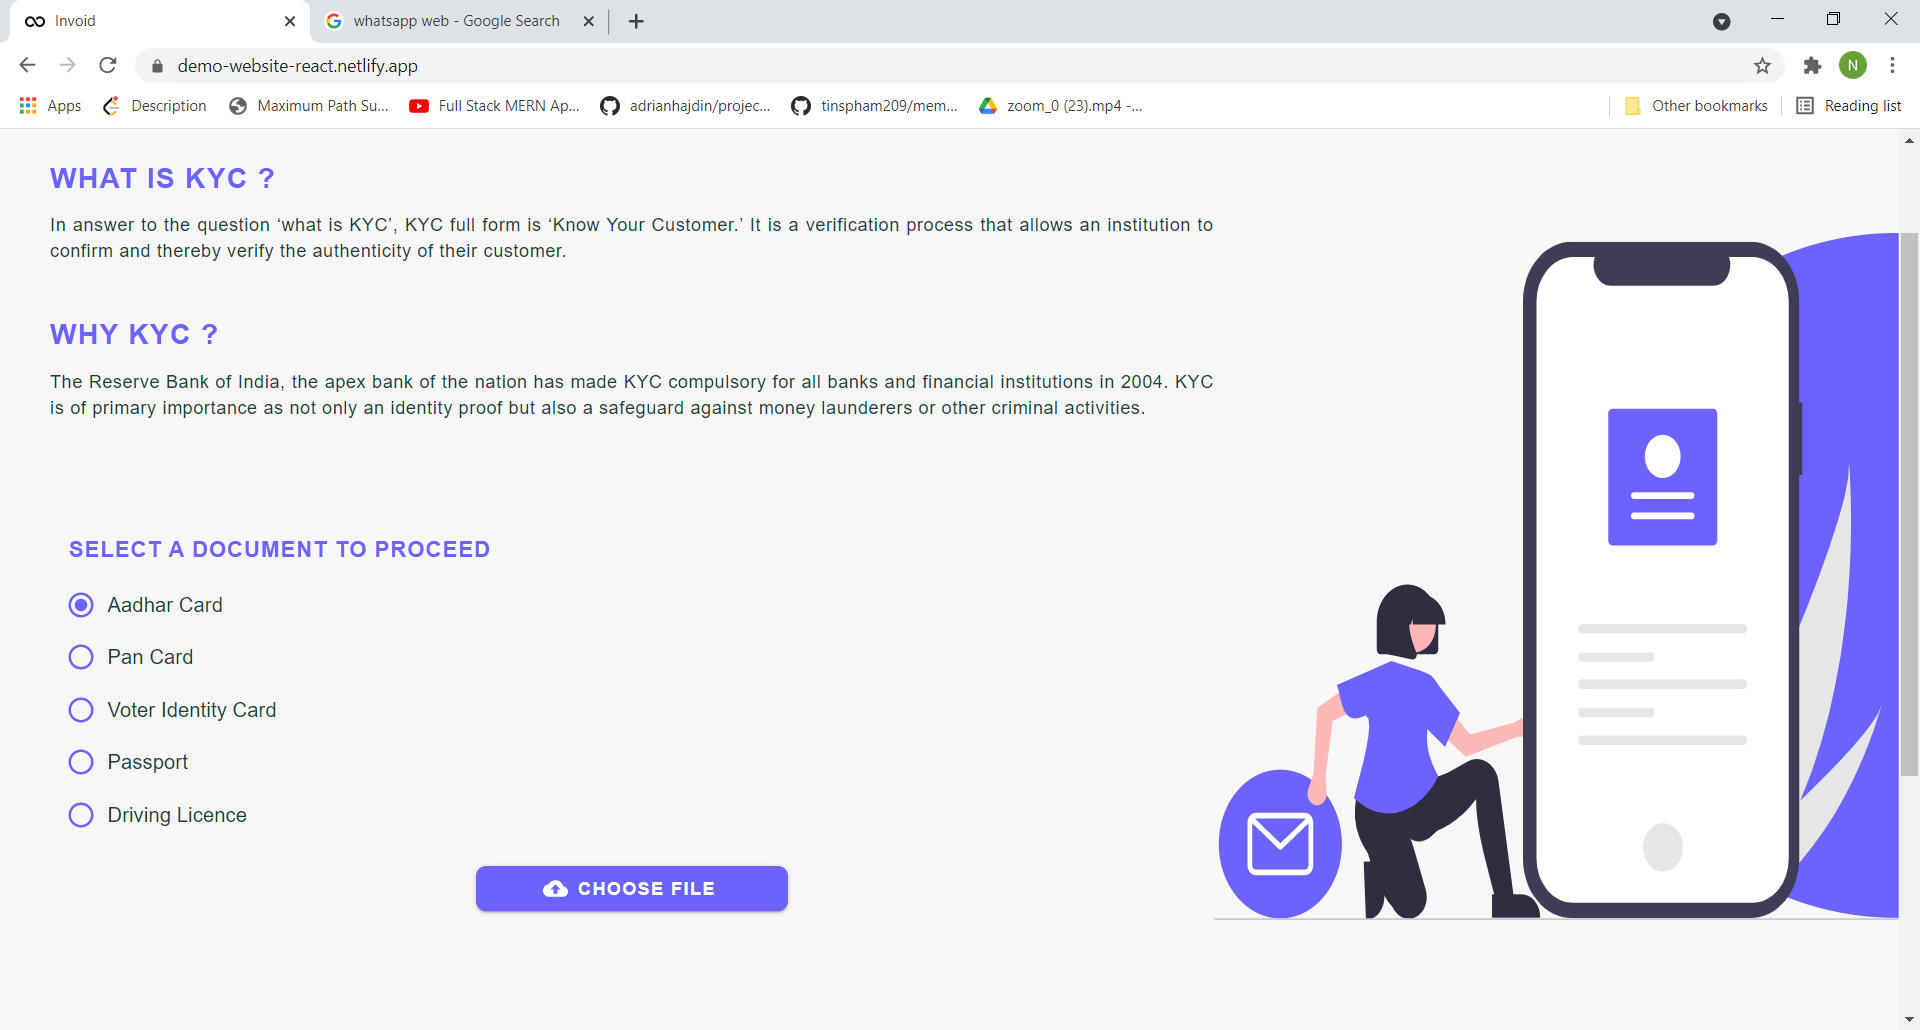 Invoid
whatsapp web - Google Search
demo-website-react.netlify.app
N
Apps
Description
Maximum Path Su...
Full Stack MERN Ap...
adrianhajdin/projec...
tinspham209/mem...
zoom_0 (23).mp4 -...
Other bookmarks
Reading list
WHAT IS KYC ?
In answer to the question ‘what is KYC’, KYC full form is ‘Know Your Customer.’ It is a verification process that allows an institution to
confirm and thereby verify the authenticity of their customer.
WHY KYC ?
The Reserve Bank of India, the apex bank of the nation has made KYC compulsory for all banks and financial institutions in 2004. KYC
is of primary importance as not only an identity proof but also a safeguard against money launderers or other criminal activities.
SELECT A DOCUMENT TO PROCEED
Aadhar Card
Pan Card
Voter Identity Card
Passport
Driving Licence
CHOOSE FILE